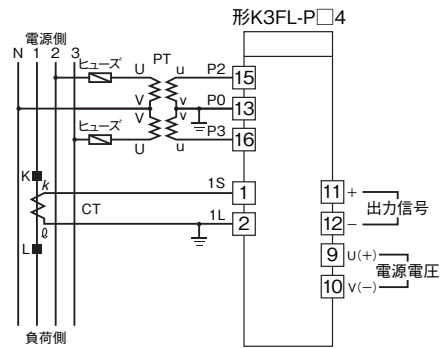 形K3FL-P□4
電源側
N 1 2 3
ヒューズ
PT
U u P2 15
V v P0 13
V v
ヒューズ
U u P3 16
K k
1S 1
CT
1L 2
L ℓ
11 +
出力信号
12 −
9 U(+)
電源電圧
10 V(−)
負荷側